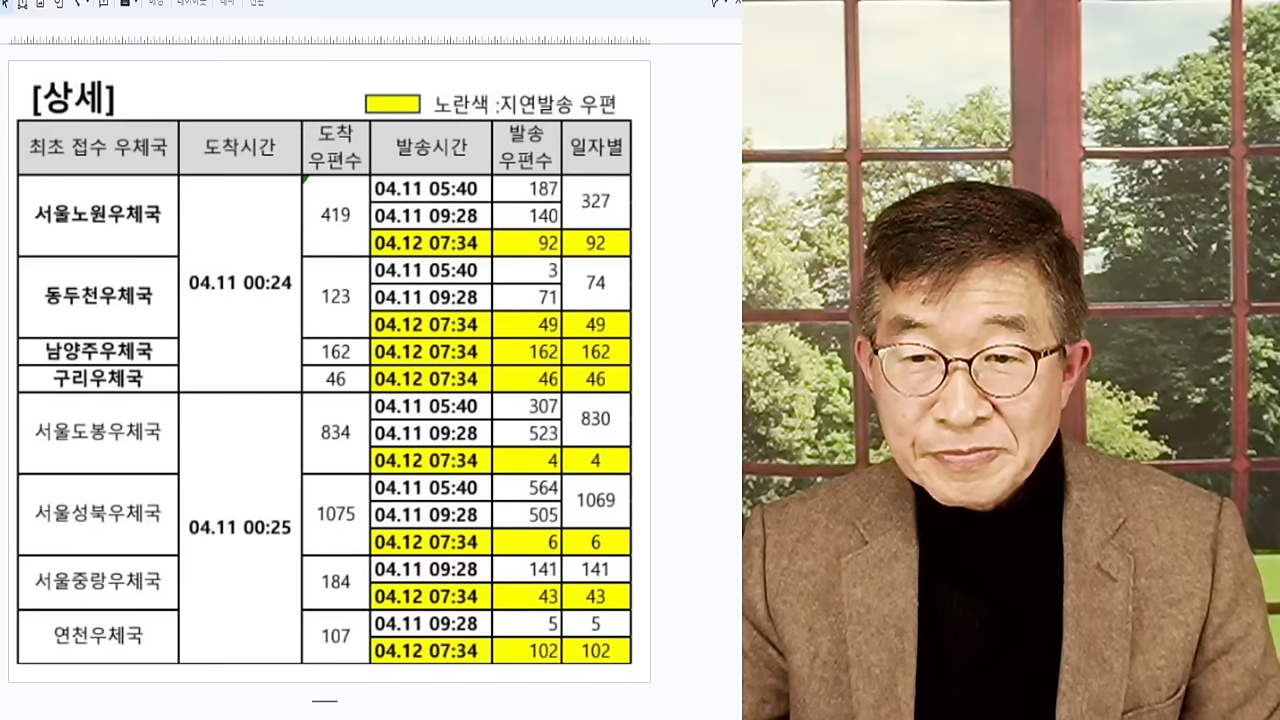 [상세]
노란색 :지연발송 우편
최초 접수 우체국 도착시간 도착 우편수 발송시간 발송 우편수 일자별
서울노원우체국 04.11 00:24 419 04.11 05:40 187 327
04.11 09:28 140
04.12 07:34 92 92
동두천우체국 123 04.11 05:40 3 74
04.11 09:28 71
04.12 07:34 49 49
남양주우체국 162 04.12 07:34 162 162
구리우체국 46 04.12 07:34 46 46
서울도봉우체국 04.11 00:25 834 04.11 05:40 307 830
04.11 09:28 523
04.12 07:34 4 4
서울성북우체국 1075 04.11 05:40 564 1069
04.11 09:28 505
04.12 07:34 6 6
서울중랑우체국 184 04.11 09:28 141 141
04.12 07:34 43 43
연천우체국 107 04.11 09:28 5 5
04.12 07:34 102 102